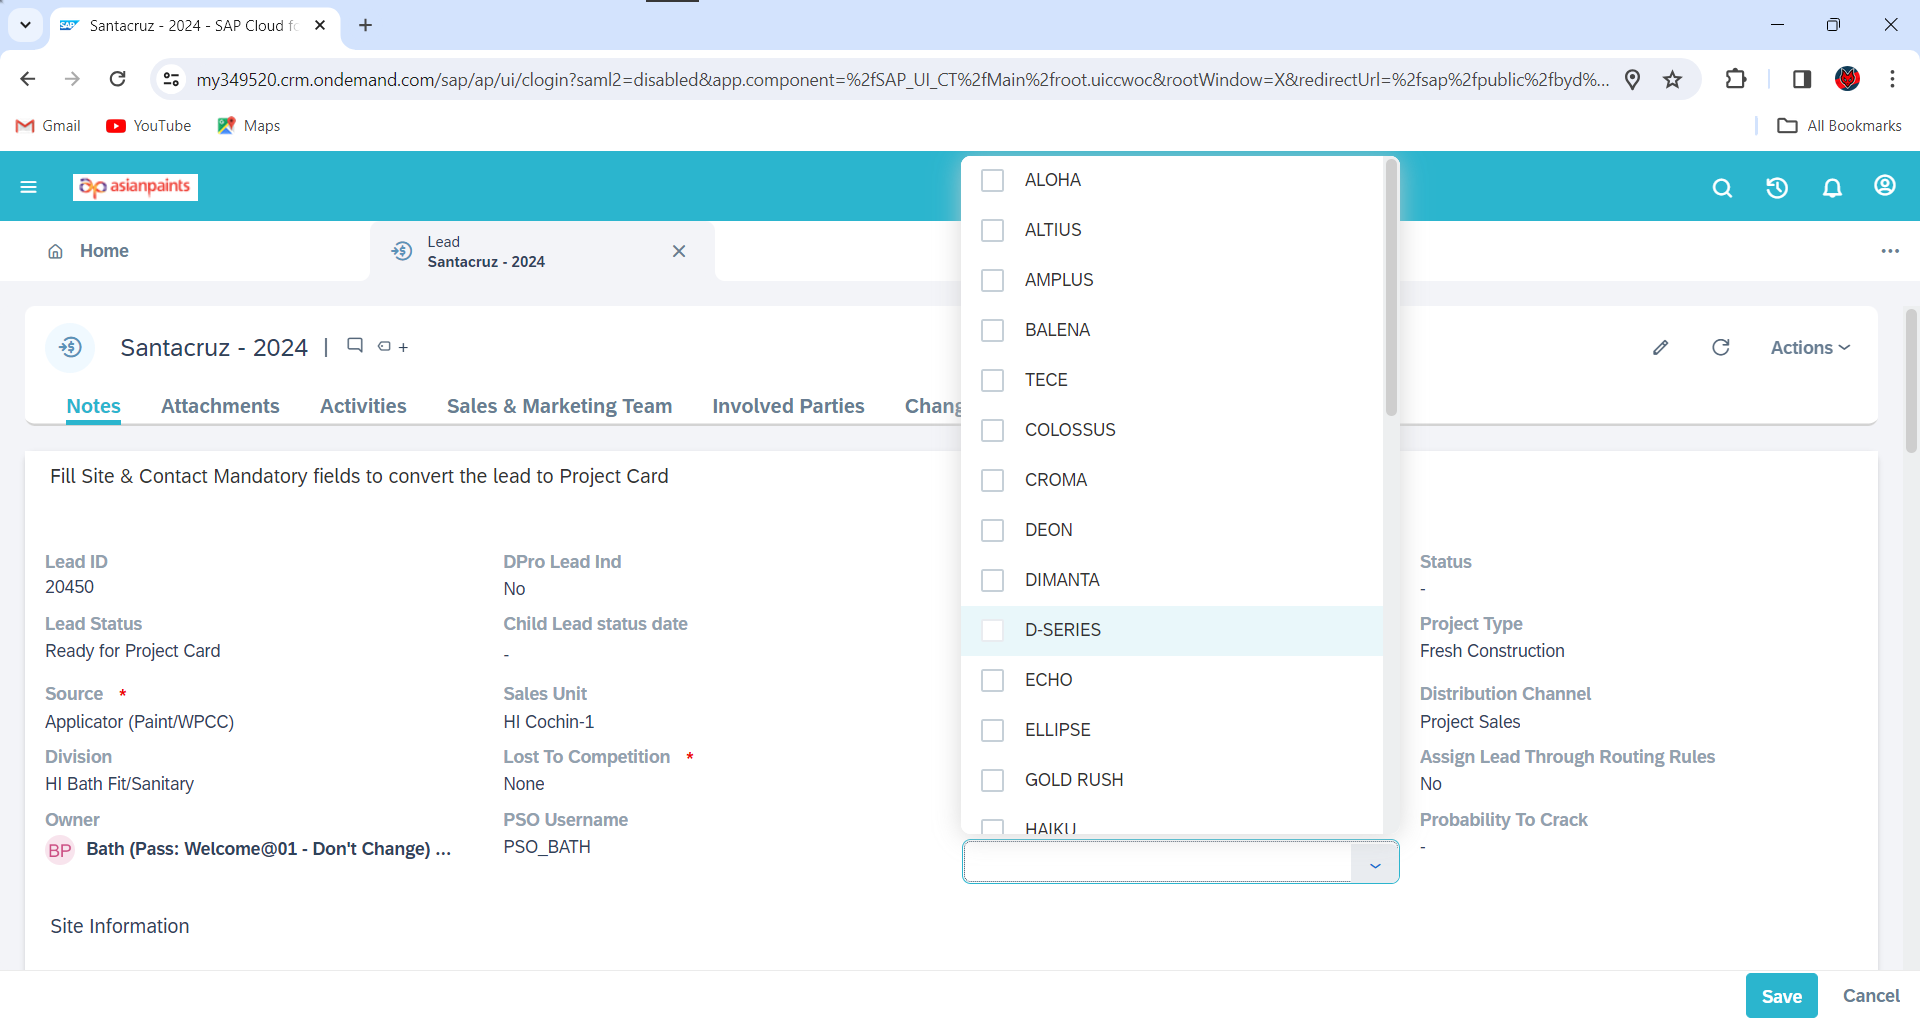 Santacruz - 2024 - SAP Cloud fo
my349520.crm.ondemand.com/sap/ap/ui/clogin?saml2=disabled&app.component=%2fSAP_UI_CT%2fMain%2froot.uiccwoc&rootWindow=X&redirectUrl=%2fsap%2fpublic%2fbyd%...
Gmail
YouTube
Maps
All Bookmarks
asianpaints
Home
Lead
Santacruz - 2024
Santacruz - 2024
Actions
Notes
Attachments
Activities
Sales & Marketing Team
Involved Parties
Chang
Fill Site & Contact Mandatory fields to convert the lead to Project Card
Lead ID
20450
Lead Status
Ready for Project Card
Source *
Applicator (Paint/WPCC)
Division
HI Bath Fit/Sanitary
Owner
BP Bath (Pass: Welcome@01 - Don't Change) ...
DPro Lead Ind
No
Child Lead status date
-
Sales Unit
HI Cochin-1
Lost To Competition *
None
PSO Username
PSO_BATH
ALOHA
ALTIUS
AMPLUS
BALENA
TECE
COLOSSUS
CROMA
DEON
DIMANTA
D-SERIES
ECHO
ELLIPSE
GOLD RUSH
HAIKU
Status
-
Project Type
Fresh Construction
Distribution Channel
Project Sales
Assign Lead Through Routing Rules
No
Probability To Crack
-
Site Information
Save
Cancel